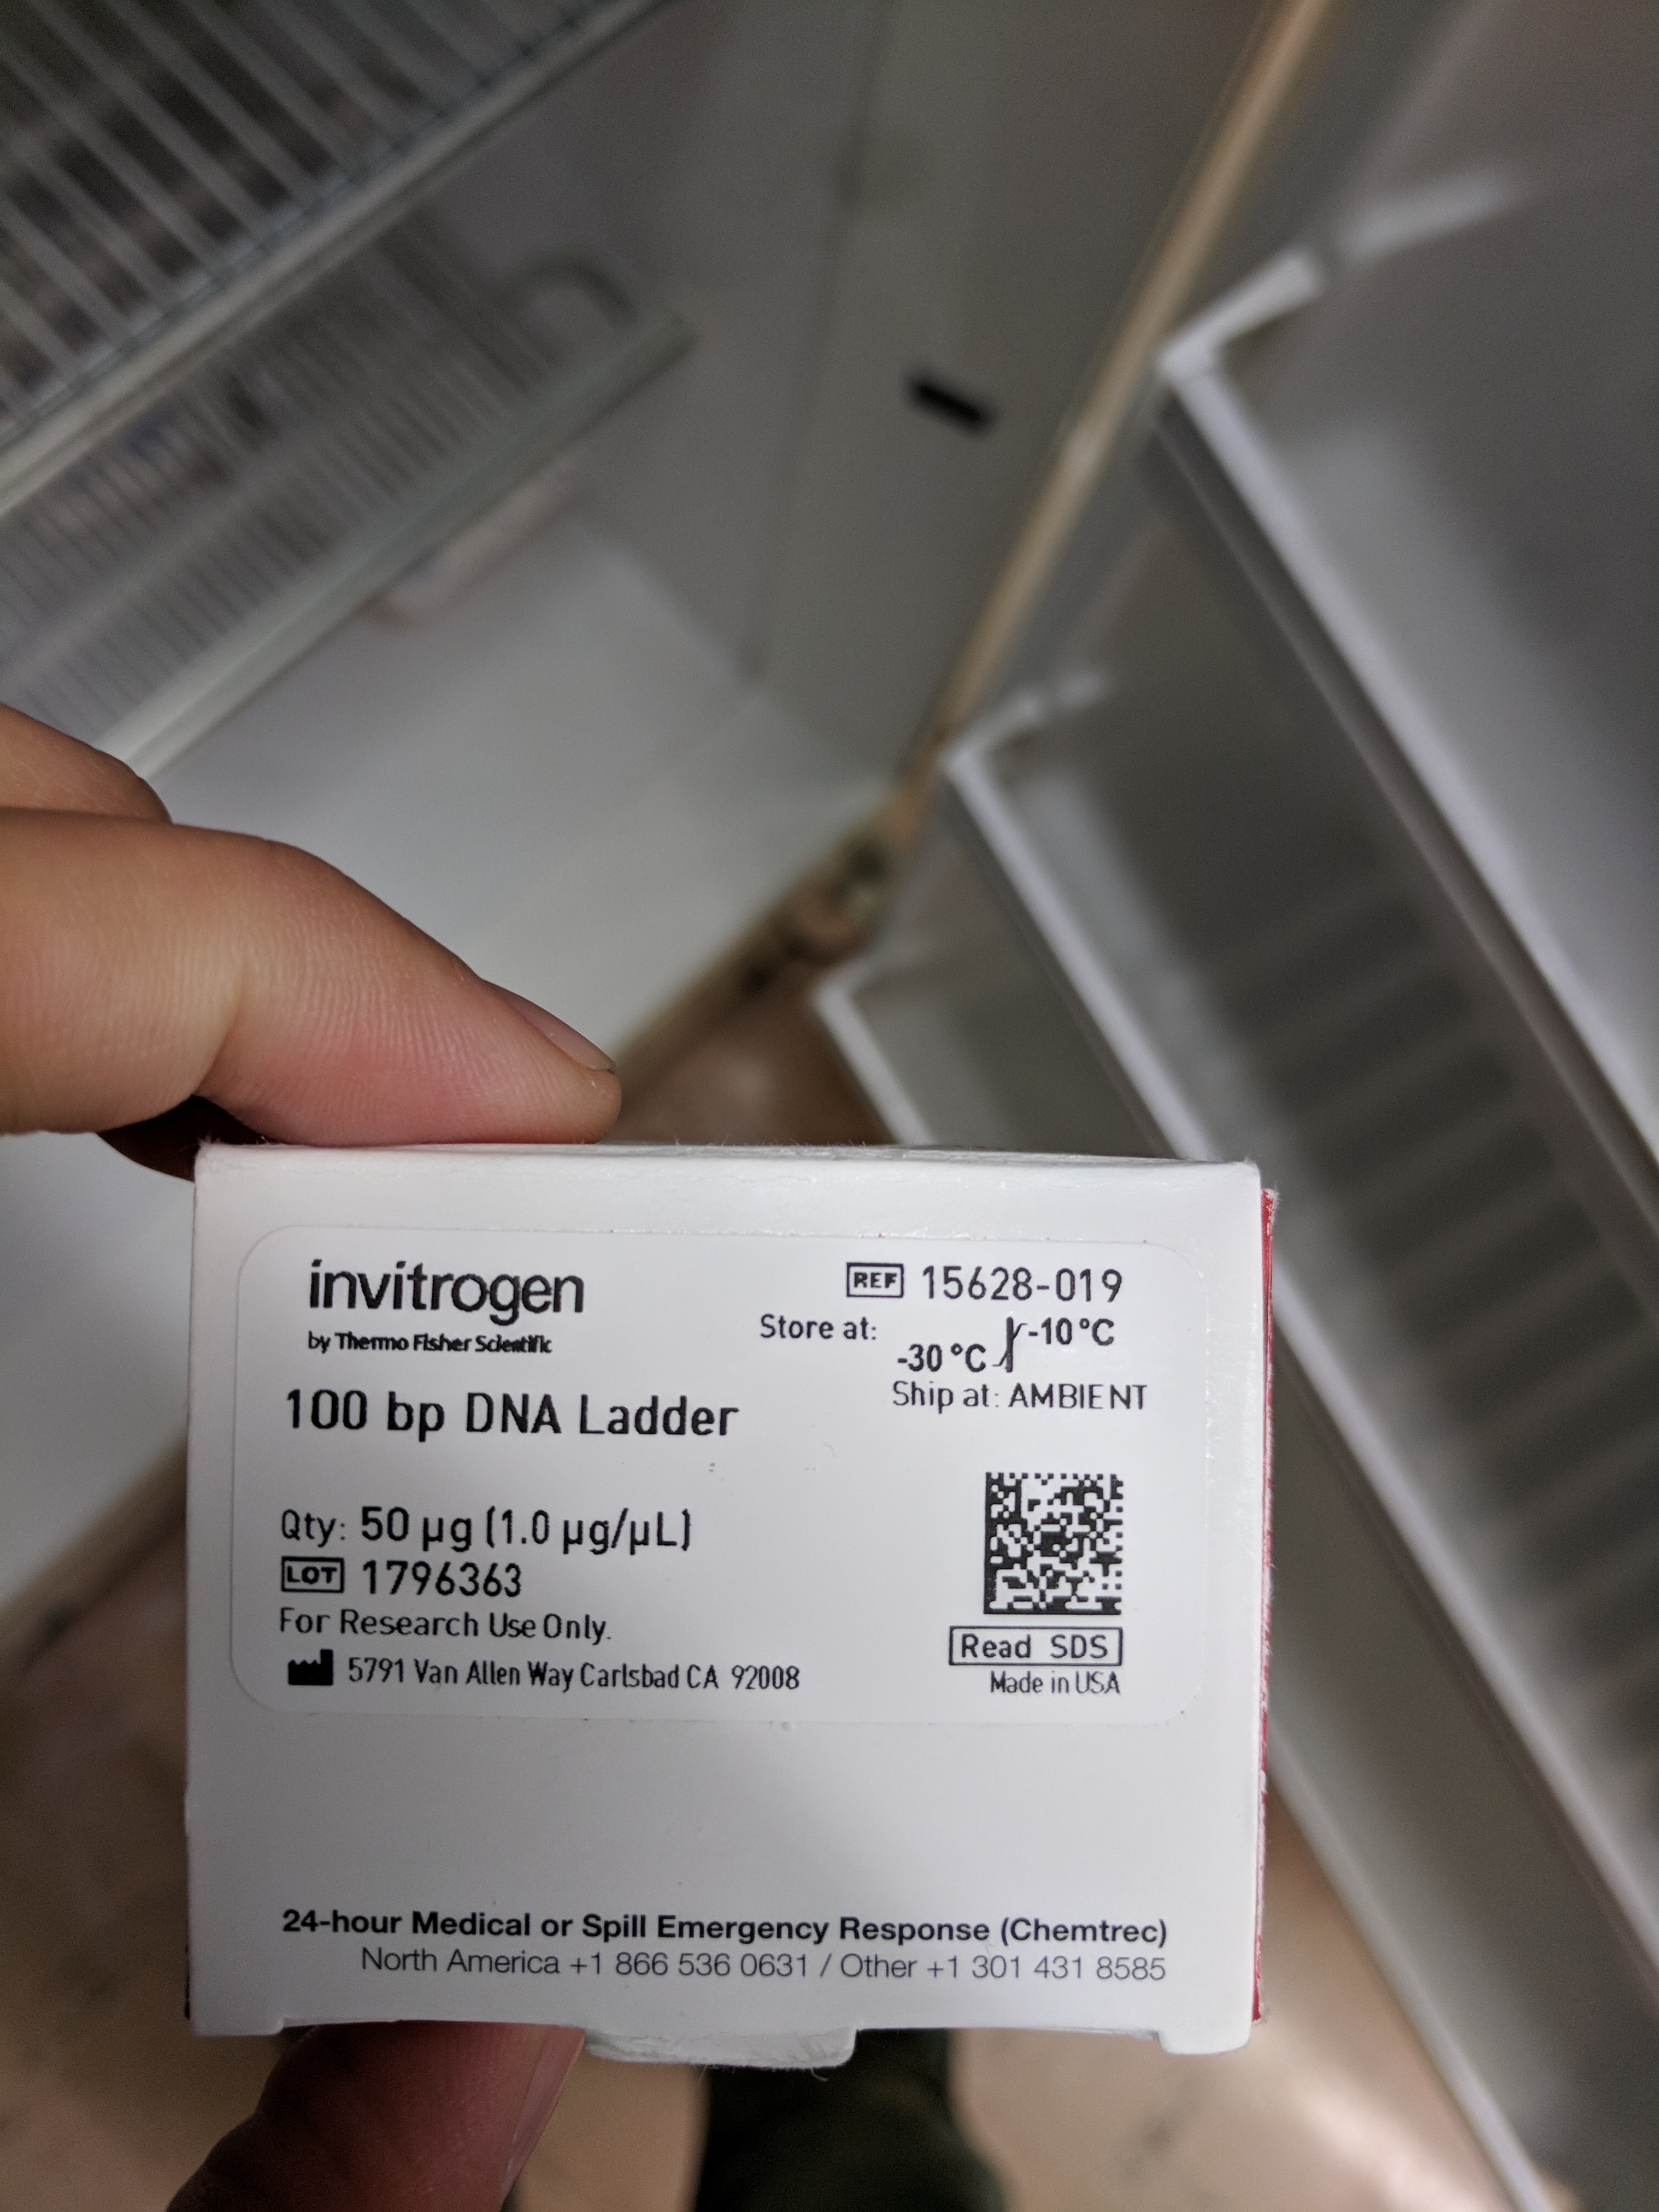 invitrogen
by Thermo Fisher Scientific
REF 15628-019
Store at:
-30°C -10°C
Ship at: AMBIENT
100 bp DNA Ladder
Qty: 50 µg (1.0 µg/µL)
LOT 1796363
For Research Use Only.
5791 Van Allen Way Carlsbad CA 92008
Read SDS
Made in USA
24-hour Medical or Spill Emergency Response (Chemtrec)
North America +1 866 536 0631 / Other +1 301 431 8585